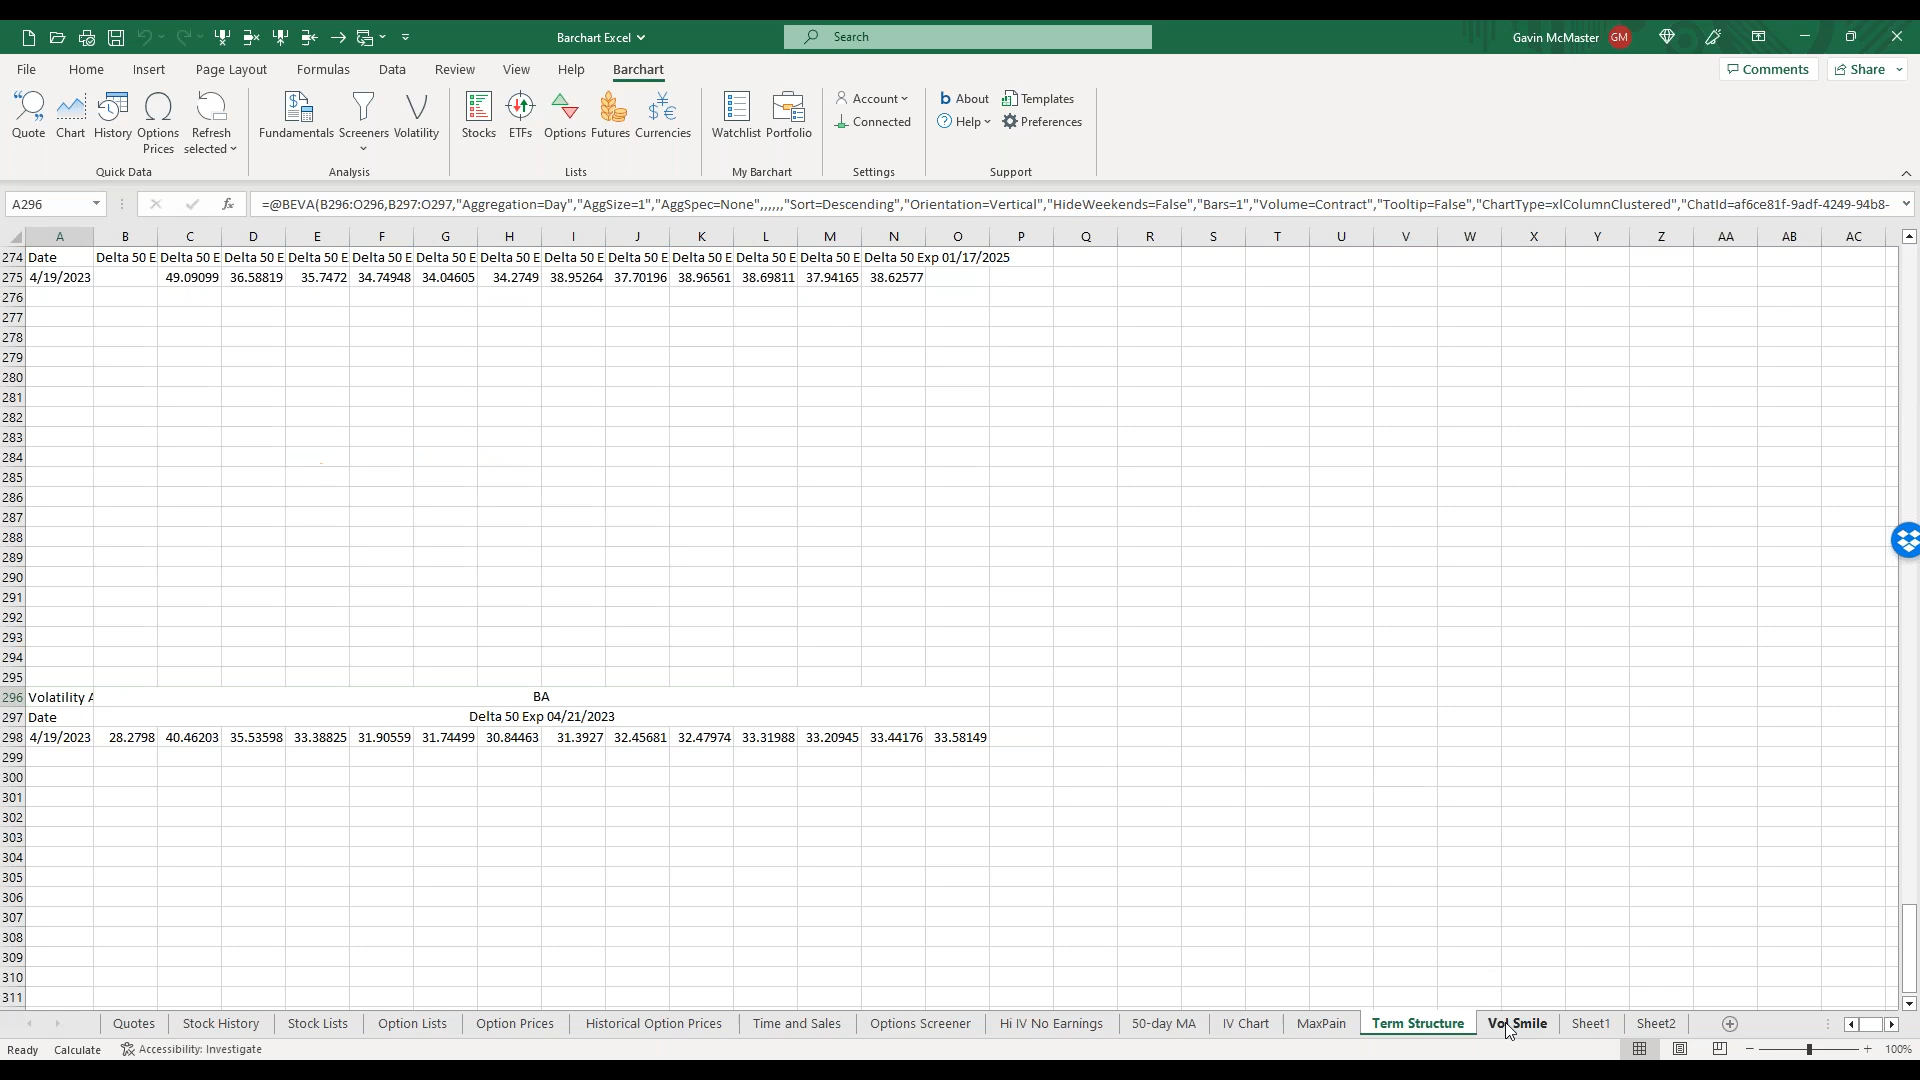 Barchart Excel
Search
Gavin McMaster GM
File Home Insert Page Layout Formulas Data Review View Help Barchart
Comments Share
Quote Chart History Options Prices Refresh selected
Quick Data
Fundamentals Screeners Volatility
Analysis
Stocks ETFs Options Futures Currencies
Lists
Watchlist Portfolio
My Barchart
Account
Connected
Settings
About Templates
Help Preferences
Support
A296 fx =@BEVA(B296:O296,B297:O297,"Aggregation=Day","AggSize=1","AggSpec=None",,,,,,"Sort=Descending","Orientation=Vertical","HideWeekends=False","Bars=1","Volume=Contract","Tooltip=False","ChartType=xlColumnClustered","ChatId=af6ce81f-9adf-4249-94b8-
A B C D E F G H I J K L M N O P Q R S T U V W X Y Z AA AB AC
274 Date Delta 50 E Delta 50 E Delta 50 E Delta 50 E Delta 50 E Delta 50 E Delta 50 E Delta 50 E Delta 50 E Delta 50 E Delta 50 E Delta 50 E Delta 50 Exp 01/17/2025
275 4/19/2023 49.09099 36.58819 35.7472 34.74948 34.04605 34.2749 38.95264 37.70196 38.96561 38.69811 37.94165 38.62577
276
277
278
279
280
281
282
283
284
285
286
287
288
289
290
291
292
293
294
295
296 Volatility A BA
297 Date Delta 50 Exp 04/21/2023
298 4/19/2023 28.2798 40.46203 35.53598 33.38825 31.90559 31.74499 30.84463 31.3927 32.45681 32.47974 33.31988 33.20945 33.44176 33.58149
299
300
301
302
303
304
305
306
307
308
309
310
311
Quotes Stock History Stock Lists Option Lists Option Prices Historical Option Prices Time and Sales Options Screener Hi IV No Earnings 50-day MA IV Chart MaxPain Term Structure Vol Smile Sheet1 Sheet2
Ready Calculate Accessibility: Investigate 100%